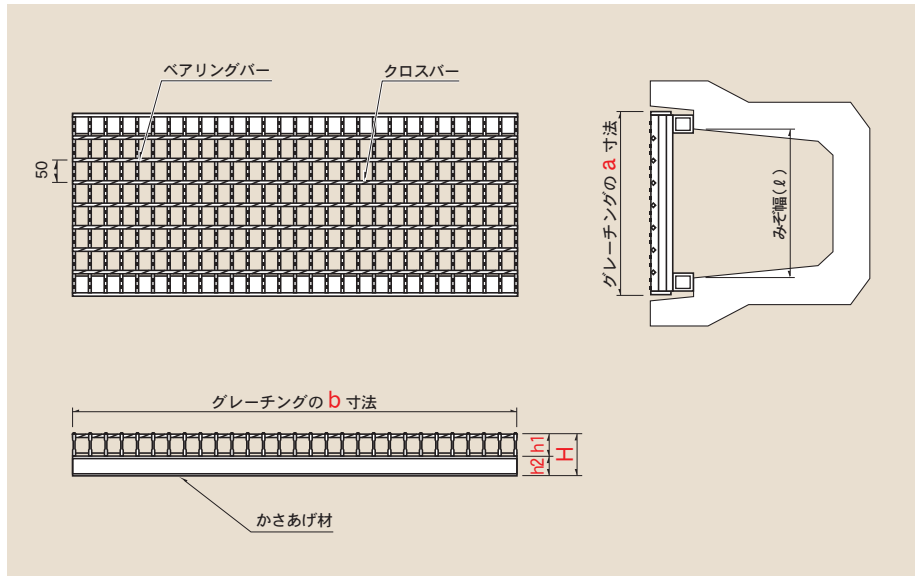 ベアリングバー
クロスバー
50
グレーチングの a 寸法
みぞ幅(ℓ)
グレーチングの b 寸法
h1
h2
H
かさあげ材